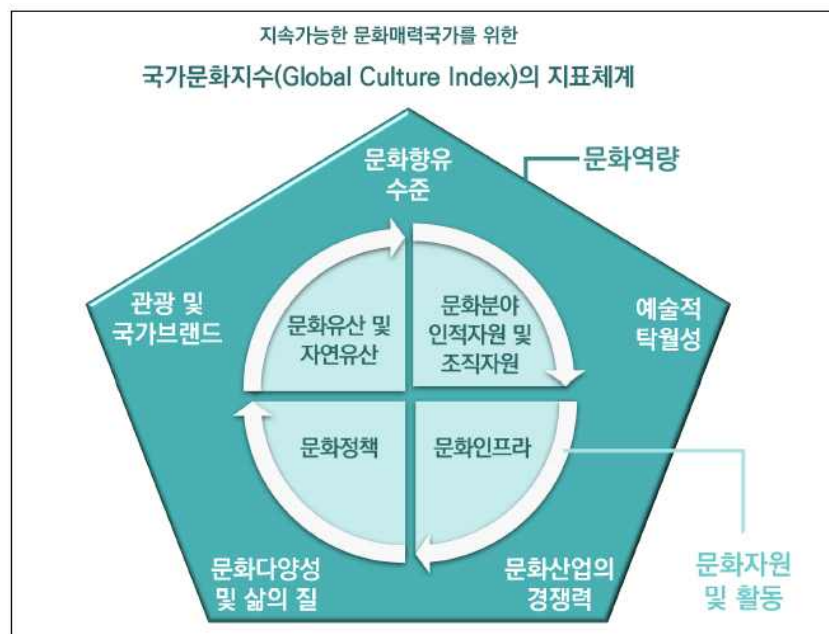 지속가능한 문화매력국가를 위한
국가문화지수(Global Culture Index)의 지표체계
문화향유
수준
문화역량
관광 및
국가브랜드
예술적
탁월성
문화유산 및
자연유산
문화분야
인적자원 및
조직자원
문화정책
문화인프라
문화다양성
및 삶의 질
문화산업의
경쟁력
문화자원
및 활동